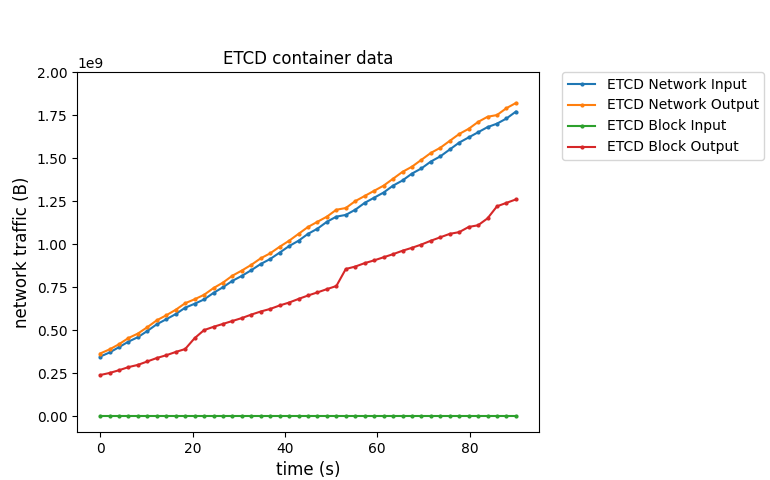 ETCD container data
1e9
2.00
1.75
1.50
1.25
1.00
0.75
0.50
0.25
0.00
network traffic (B)
0
20
40
60
80
time (s)
ETCD Network Input
ETCD Network Output
ETCD Block Input
ETCD Block Output